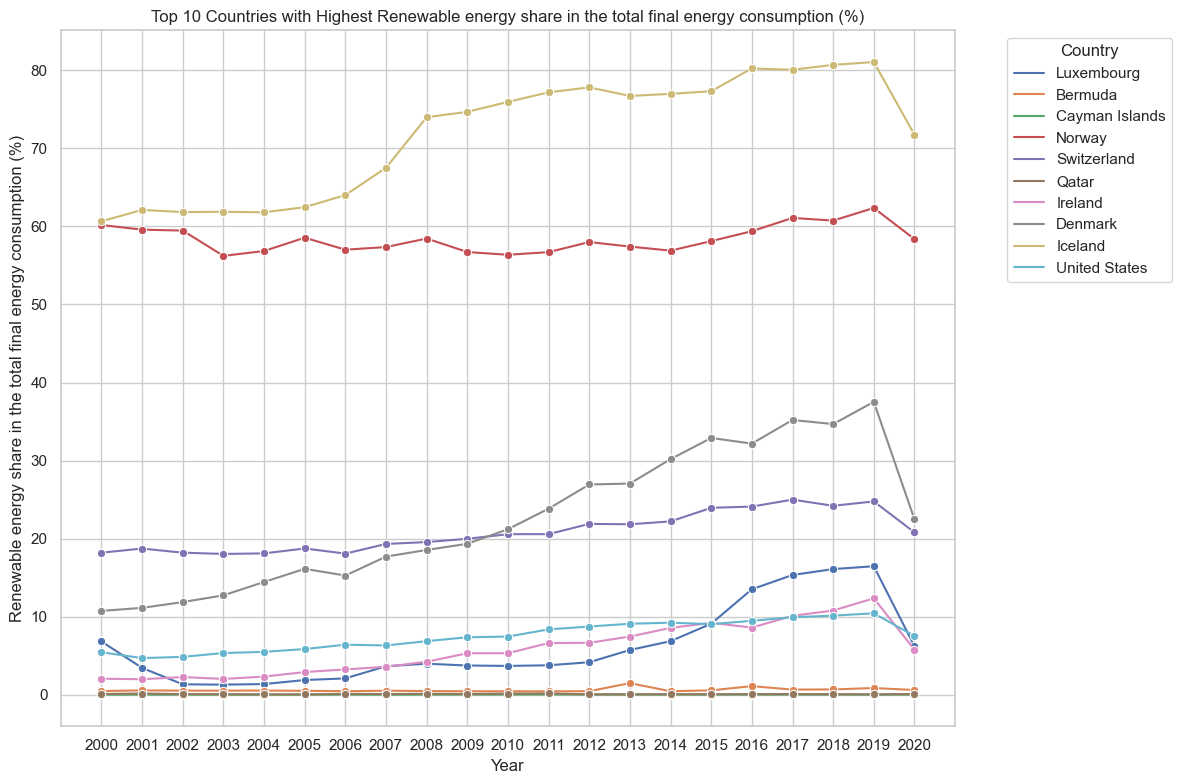 Top 10 Countries with Highest Renewable energy share in the total final energy consumption (%)
Renewable energy share in the total final energy consumption (%)
80
70
60
50
40
30
20
10
0
2000 2001 2002 2003 2004 2005 2006 2007 2008 2009 2010 2011 2012 2013 2014 2015 2016 2017 2018 2019 2020
Year
Country
Luxembourg
Bermuda
Cayman Islands
Norway
Switzerland
Qatar
Ireland
Denmark
Iceland
United States